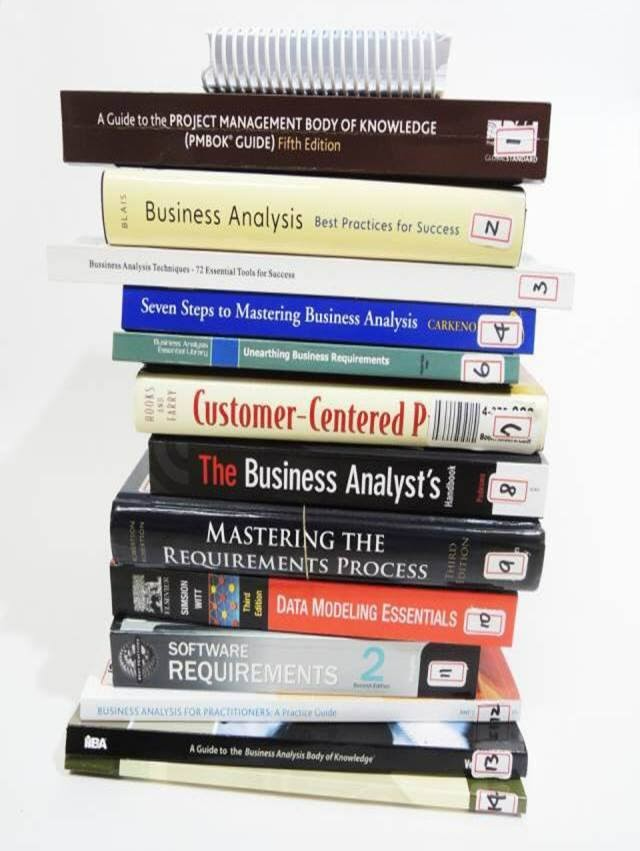 A Guide to the PROJECT MANAGEMENT BODY OF KNOWLEDGE
(PMBOK® GUIDE) Fifth Edition
1
BLAIS
Business Analysis Best Practices for Success
2
Bussiness Analysis Techniques - 72 Essential Tools for Success
3
Seven Steps to Mastering Business Analysis CARKENO
4
Business Analysis
Essential Library
Unearthing Business Requirements
6
HOOKS
AND
FARRY
Customer-Centered P
7
The Business Analyst's Handbook
8
MASTERING THE
REQUIREMENTS PROCESS
THIRD
EDITION
9
ELSEVIER
SIMSION
WITT
Third
Edition
DATA MODELING ESSENTIALS
10
SOFTWARE
REQUIREMENTS 2
Second Edition
11
BUSINESS ANALYSIS FOR PRACTITIONERS: A Practice Guide
12
IIBA
A Guide to the Business Analysis Body of Knowledge®
13
14